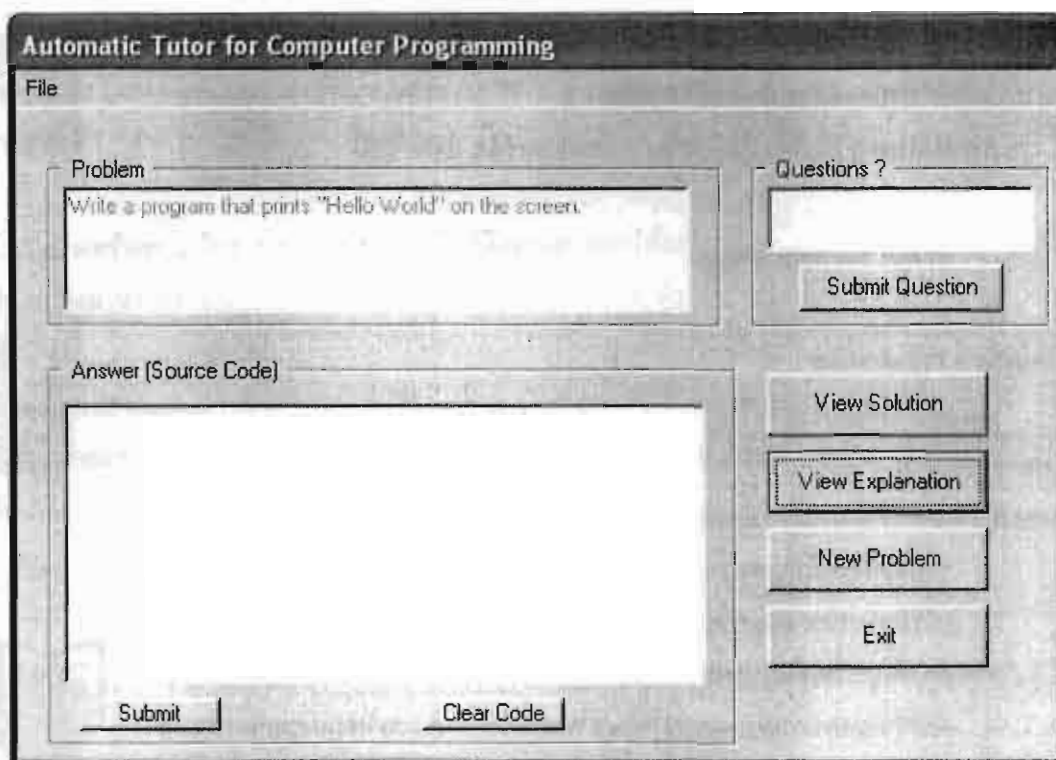 Automatic Tutor for Computer Programming
File
Problem
Write a program that prints "Hello World" on the screen.
Questions ?
Submit Question
Answer (Source Code)
View Solution
View Explanation
New Problem
Exit
Submit
Clear Code